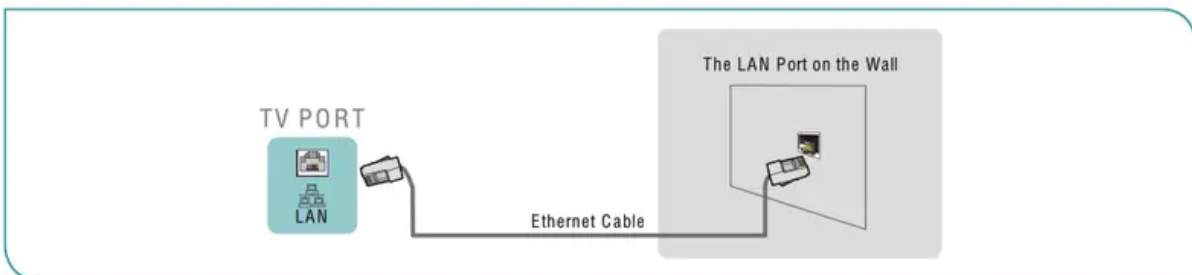 The LAN Port on the Wall
TV PORT
LAN
Ethernet Cable